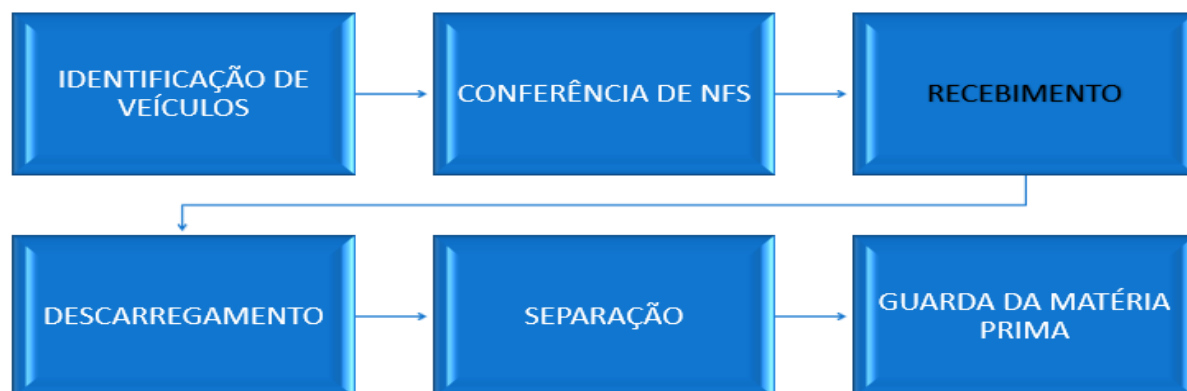 IDENTIFICAÇÃO DE
VEÍCULOS
CONFERÊNCIA DE NFS
RECEBIMENTO
DESCARREGAMENTO
SEPARAÇÃO
GUARDA DA MATÉRIA
PRIMA